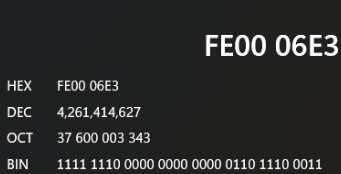 FE00 06E3
HEX FE00 06E3
DEC 4,261,414,627
OCT 37 600 003 343
BIN 1111 1110 0000 0000 0000 0110 1110 0011